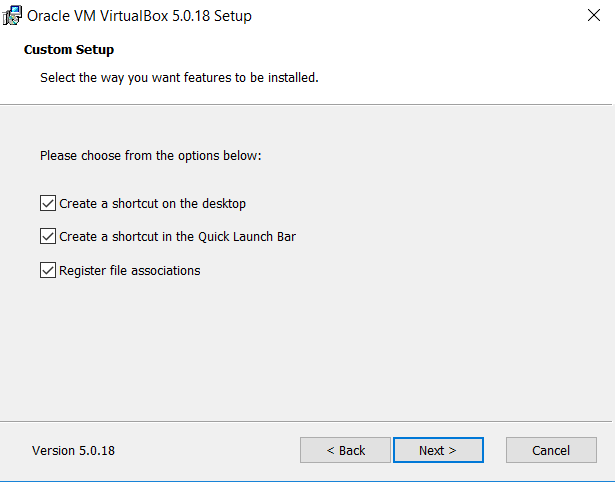 Oracle VM VirtualBox 5.0.18 Setup
Custom Setup
Select the way you want features to be installed.
Please choose from the options below:
Create a shortcut on the desktop
Create a shortcut in the Quick Launch Bar
Register file associations
Version 5.0.18
< Back
Next >
Cancel